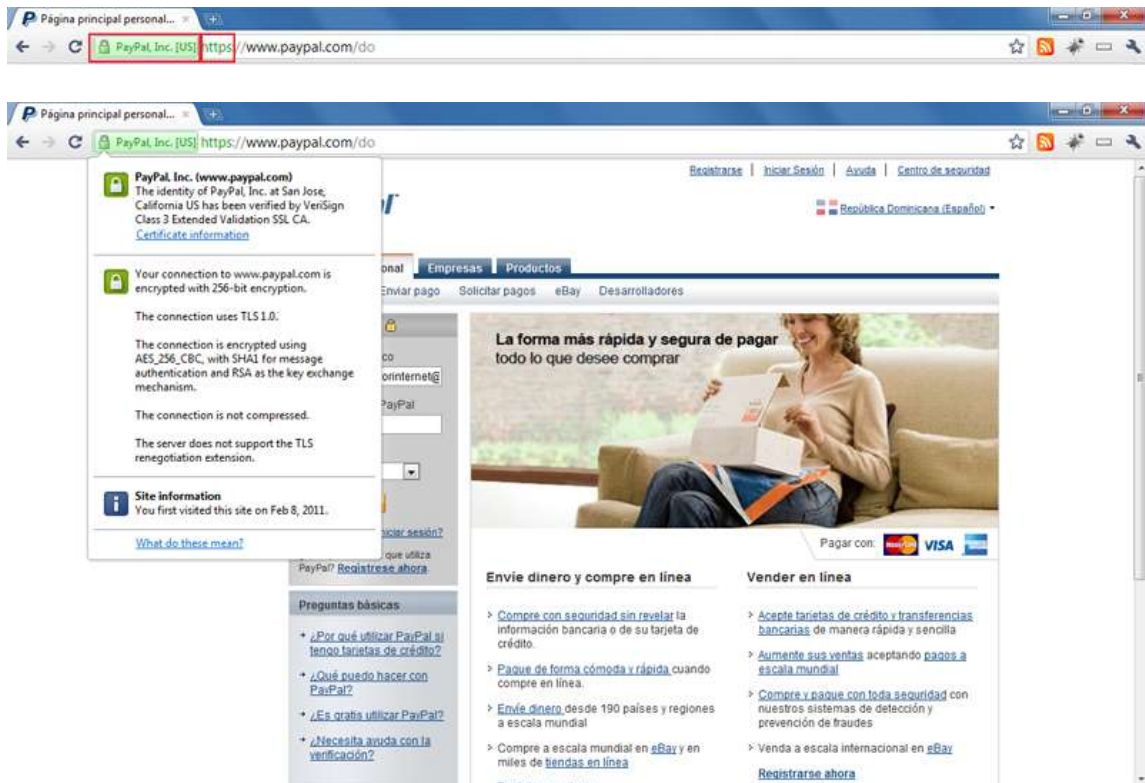 Página principal personal...
PayPal, Inc. [US] https://www.paypal.com/do
Página principal personal...
PayPal, Inc. [US] https://www.paypal.com/do
PayPal, Inc. (www.paypal.com)
The identity of PayPal, Inc. at San Jose,
California US has been verified by VeriSign
Class 3 Extended Validation SSL CA.
Certificate information
Your connection to www.paypal.com is
encrypted with 256-bit encryption.
The connection uses TLS 1.0.
The connection is encrypted using
AES_256_CBC, with SHA1 for message
authentication and RSA as the key exchange
mechanism.
The connection is not compressed.
The server does not support the TLS
renegotiation extension.
Site information
You first visited this site on Feb 8, 2011.
What do these mean?
Registrarse | Iniciar Sesión | Ayuda | Centro de seguridad
República Dominicana (Español)
onal Empresas Productos
Enviar pago Solicitar pagos eBay Desarrolladores
co
orinternet@
PayPal
niciar sesión?
que utiliza
PayPal? Regístrese ahora.
Preguntas básicas
¿Por qué utilizar PayPal si
tengo tarjetas de crédito?
¿Qué puedo hacer con
PayPal?
¿Es gratis utilizar PayPal?
¿Necesita ayuda con la
verificación?
La forma más rápida y segura de pagar
todo lo que desee comprar
Pagar con: MasterCard VISA
Envíe dinero y compre en línea
Compre con seguridad sin revelar la
información bancaria o de su tarjeta de
crédito.
Pague de forma cómoda y rápida cuando
compre en línea.
Envíe dinero desde 190 países y regiones
a escala mundial
Compre a escala mundial en eBay y en
miles de tiendas en línea
Vender en línea
Acepte tarjetas de crédito y transferencias
bancarias de manera rápida y sencilla
Aumente sus ventas aceptando pagos a
escala mundial
Compre y pague con toda seguridad con
nuestros sistemas de detección y
prevención de fraudes
Venda a escala internacional en eBay
Registrarse ahora